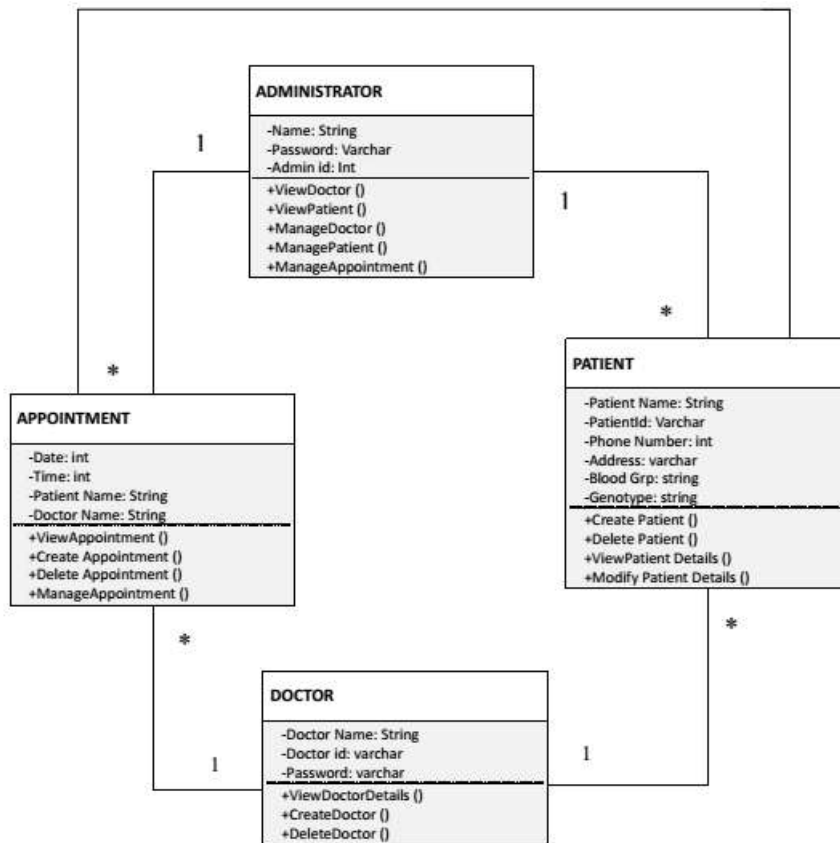 ADMINISTRATOR
-Name: String
-Password: Varchar
-Admin id: Int
+ViewDoctor ()
+ViewPatient ()
+ManageDoctor ()
+ManagePatient ()
+ManageAppointment ()
1
1
*
*
PATIENT
-Patient Name: String
-PatientId: Varchar
-Phone Number: int
-Address: varchar
-Blood Grp: string
-Genotype: string
+Create Patient ()
+Delete Patient ()
+ViewPatient Details ()
+Modify Patient Details ()
APPOINTMENT
-Date: int
-Time: int
-Patient Name: String
-Doctor Name: String
+ViewAppointment ()
+Create Appointment ()
+Delete Appointment ()
+ManageAppointment ()
*
*
DOCTOR
-Doctor Name: String
-Doctor id: varchar
-Password: varchar
+ViewDoctorDetails ()
+CreateDoctor ()
+DeleteDoctor ()
1
1